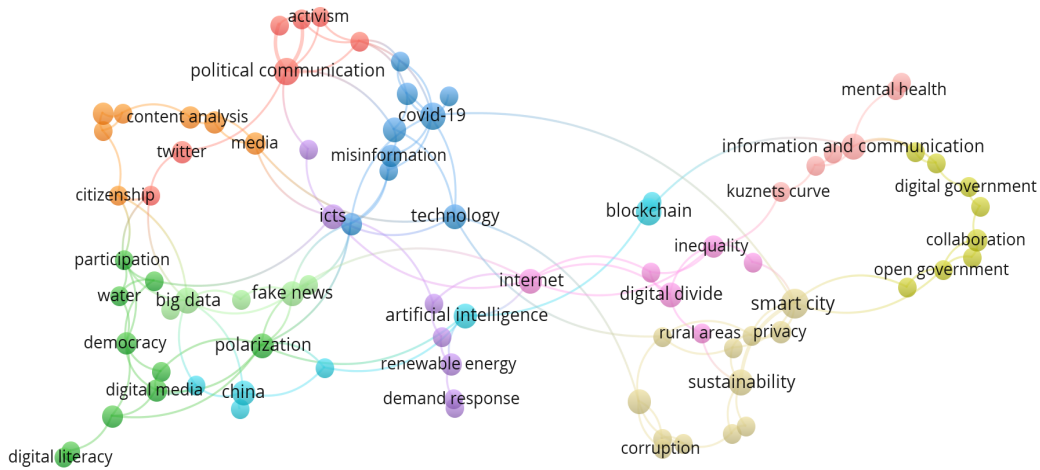 activism
political communication
mental health
content analysis
covid-19
twitter
media
misinformation
information and communication
citizenship
kuznets curve
digital government
icts
technology
blockchain
inequality
collaboration
participation
open government
water
big data
fake news
internet
digital divide
smart city
artificial intelligence
rural areas
privacy
democracy
polarization
renewable energy
digital media
china
sustainability
demand response
corruption
digital literacy